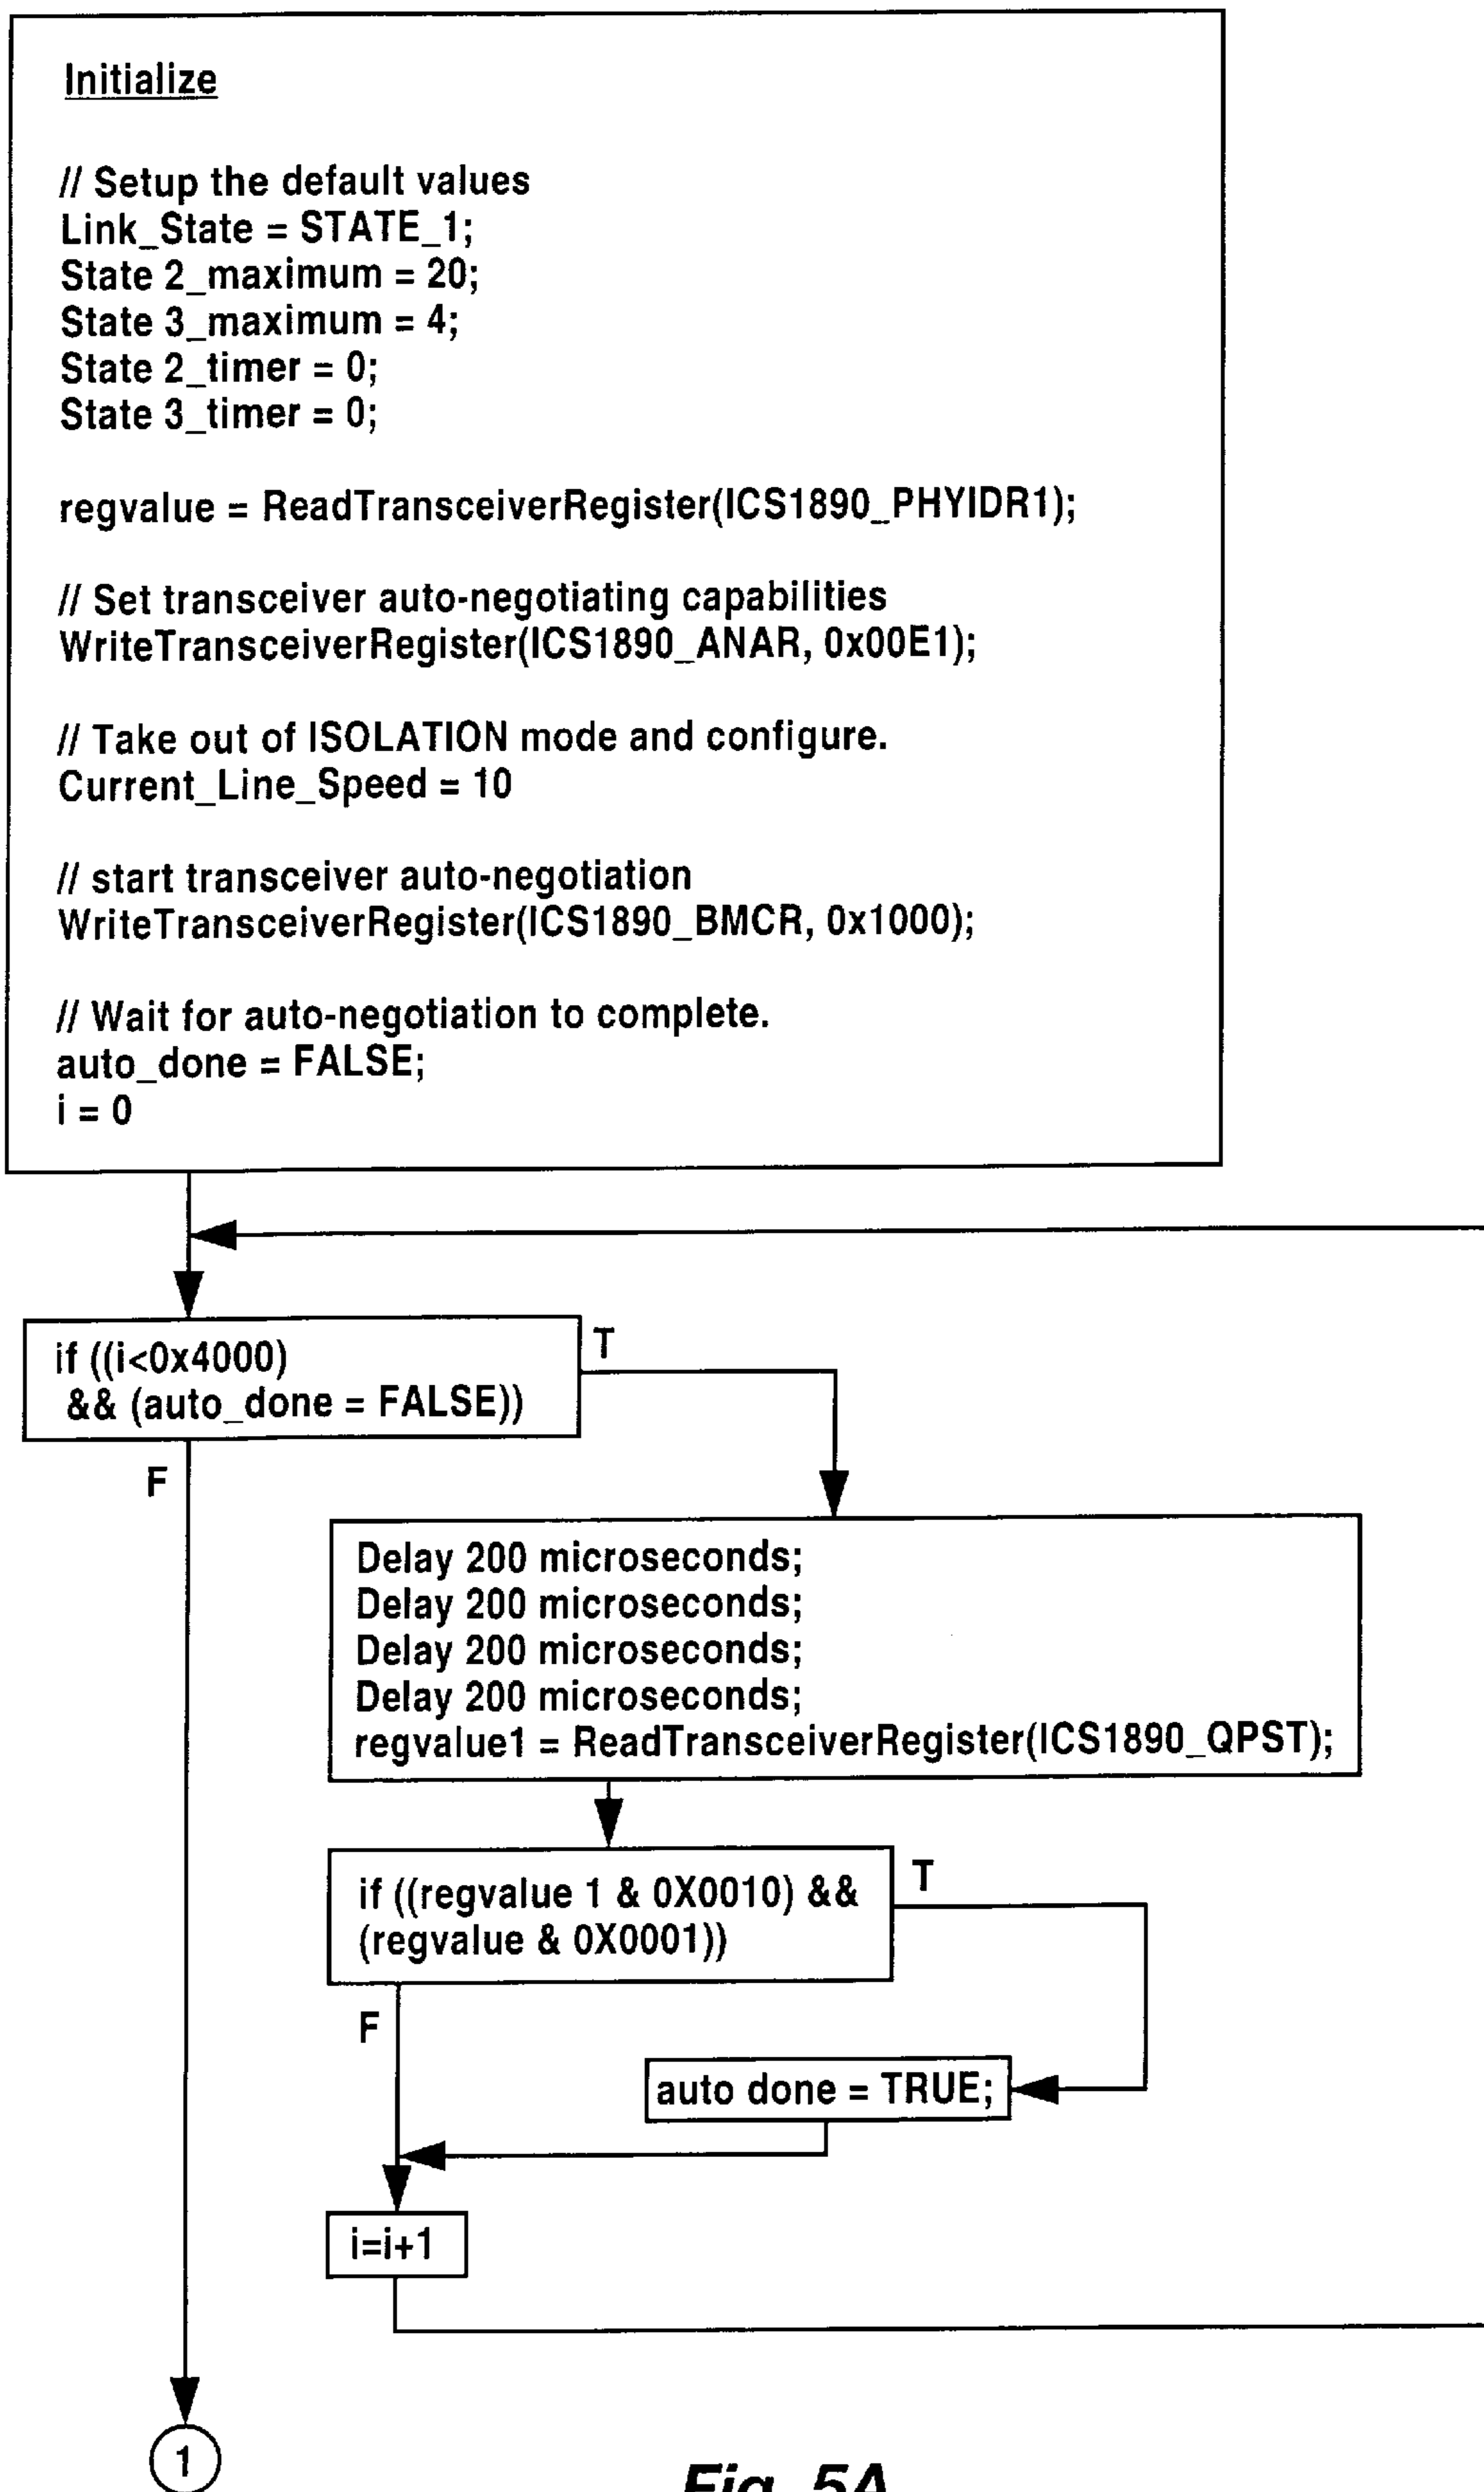 Initialize
// Setup the default values
Link_State = STATE_1;
State 2_maximum = 20;
State 3_maximum = 4;
State 2_timer = 0;
State 3_timer = 0;
regvalue = ReadTransceiverRegister(ICS1890_PHYIDR1);
// Set transceiver auto-negotiating capabilities
WriteTransceiverRegister(ICS1890_ANAR, 0x00E1);
// Take out of ISOLATION mode and configure.
Current_Line_Speed = 10
// start transceiver auto-negotiation
WriteTransceiverRegister(ICS1890_BMCR, 0x1000);
// Wait for auto-negotiation to complete.
auto_done = FALSE;
i = 0
if ((i<0x4000)
&& (auto_done = FALSE))
T
F
Delay 200 microseconds;
Delay 200 microseconds;
Delay 200 microseconds;
Delay 200 microseconds;
regvalue1 = ReadTransceiverRegister(ICS1890_QPST);
if ((regvalue 1 & 0X0010) &&
(regvalue & 0X0001))
T
F
auto done = TRUE;
i=i+1
1
Fig. 5A